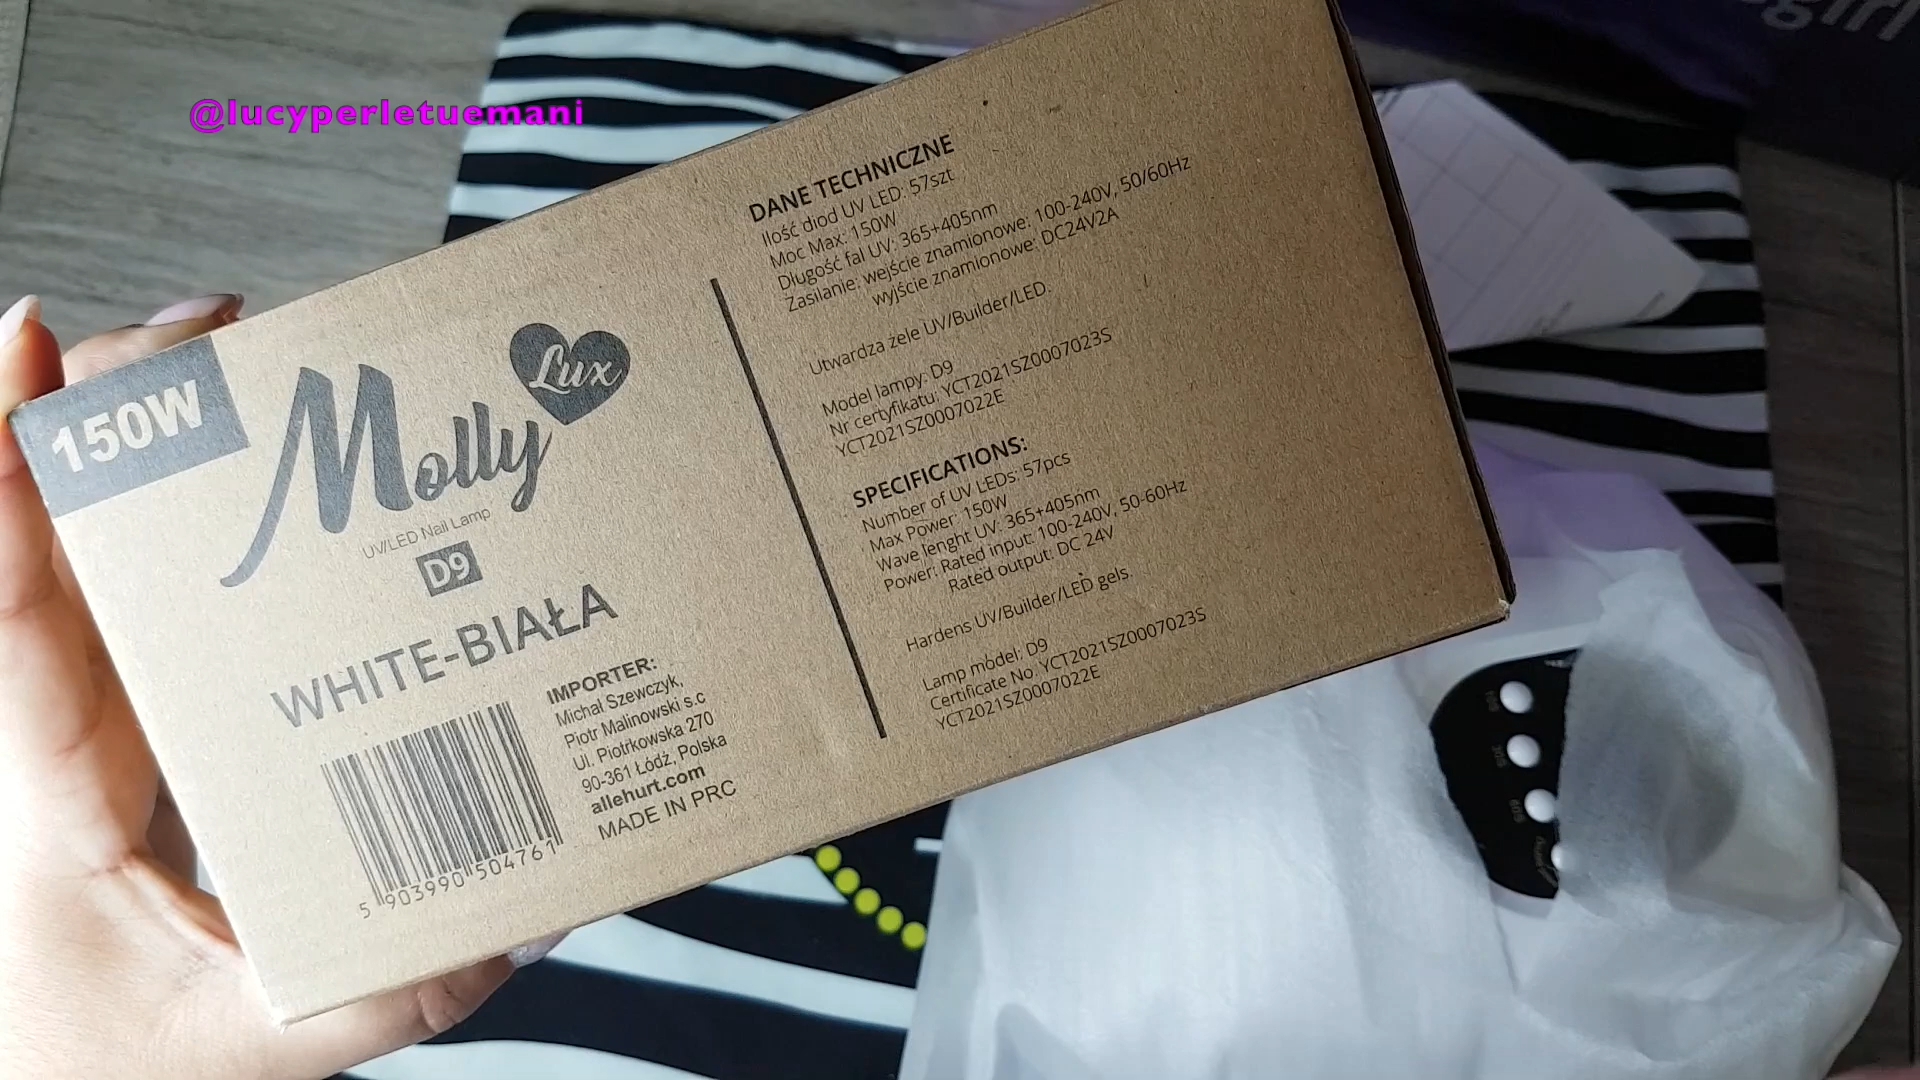 @lucyperletuemani
150W
Molly Lux
UV/LED Nail Lamp
D9
WHITE-BIAŁA
IMPORTER:
Michał Szewczyk,
Piotr Malinowski s.c
Ul. Piotrkowska 270
90-361 Łódź, Polska
allehurt.com
MADE IN PRC
5 903990 504761
DANE TECHNICZNE
Ilość diod UV LED: 57szt
Moc Max: 150W
Długość fal UV: 365+405nm
Zasilanie: wejście znamionowe: 100-240V, 50/60Hz
wyjście znamionowe: DC24V2A
Utwardza żele UV/Builder/LED.
Model lampy: D9
Nr certyfikatu: YCT2021SZ0007023S
YCT2021SZ0007022E
SPECIFICATIONS:
Number of UV LEDs: 57pcs
Max Power: 150W
Wave lenght UV: 365+405nm
Power: Rated input: 100-240V, 50-60Hz
Rated output: DC 24V
Hardens UV/Builder/LED gels.
Lamp model: D9
Certificate No. YCT2021SZ0007023S
YCT2021SZ0007022E